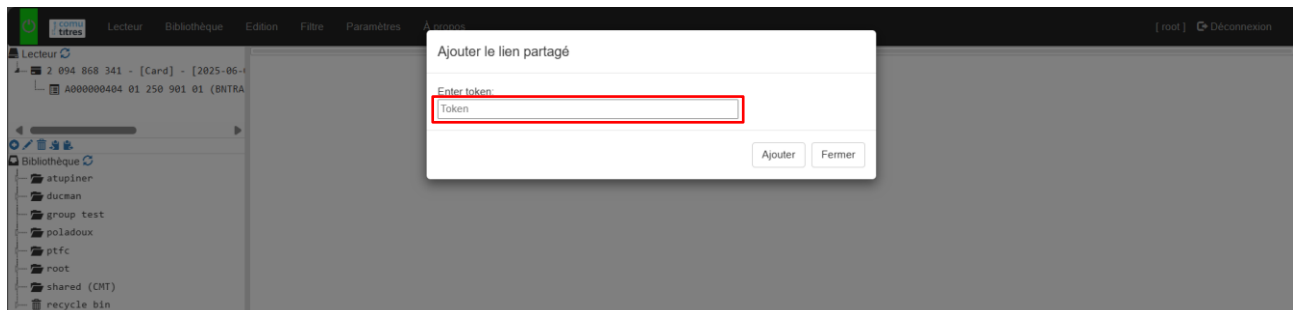 comu titres Lecteur Bibliothèque Edition Filtre Paramètres À propos [ root ] Déconnexion
Lecteur
2 094 868 341 - [Card] - [2025-06-
A000000404 01 250 901 01 (BNTRA
Bibliothèque
atupiner
ducman
group test
poladoux
ptfc
root
shared (CMT)
recycle bin
Ajouter le lien partagé
Enter token:
Token
Ajouter Fermer